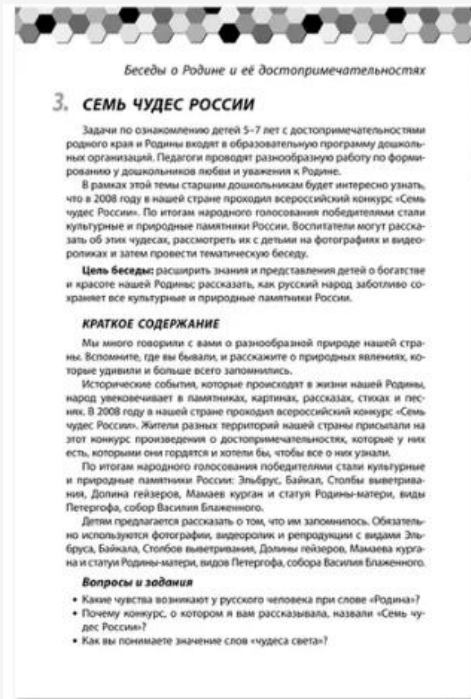 Беседы о Родине и её достопримечательностях
3. СЕМЬ ЧУДЕС РОССИИ
Задачи по ознакомлению детей 5–7 лет с достопримечательностями
родного края и Родины входят в образовательную программу дошколь-
ных организаций. Педагоги проводят разнообразную работу по форми-
рованию у дошкольников любви и уважения к Родине.
В рамках этой темы старшим дошкольникам будет интересно узнать,
что в 2008 году в нашей стране проходил всероссийский конкурс «Семь
чудес России». По итогам народного голосования победителями стали
культурные и природные памятники России. Воспитатели могут расска-
зать об этих чудесах, рассмотреть их с детьми на фотографиях и видео-
роликах и затем провести тематическую беседу.
Цель беседы: расширить знания и представления детей о богатстве
и красоте нашей Родины; рассказать, как русский народ заботливо со-
храняет все культурные и природные памятники России.
КРАТКОЕ СОДЕРЖАНИЕ
Мы много говорили с вами о разнообразной природе нашей стра-
ны. Вспомните, где вы бывали, и расскажите о природных явлениях, ко-
торые удивили и больше всего запомнились.
Исторические события, которые происходят в жизни нашей Родины,
народ увековечивает в памятниках, картинах, рассказах, стихах и пес-
нях. В 2008 году в нашей стране проходил всероссийский конкурс «Семь
чудес России». Жители разных территорий нашей страны присылали на
этот конкурс произведения о достопримечательностях, которые у них
есть, которыми они гордятся и хотели бы, чтобы все о них узнали.
По итогам народного голосования победителями стали культурные
и природные памятники России: Эльбрус, Байкал, Столбы выветрива-
ния, Долина гейзеров, Мамаев курган и статуя Родины-матери, виды
Петергофа, собор Василия Блаженного.
Детям предлагается рассказать о том, что им запомнилось. Обязатель-
но используются фотографии, видеоролик и репродукции с видами Эль-
бруса, Байкала, Столбов выветривания, Долины гейзеров, Мамаева курга-
на и статуи Родины-матери, видов Петергофа, собора Василия Блаженного.
Вопросы и задания
• Какие чувства возникают у русского человека при слове «Родина»?
• Почему конкурс, о котором я вам рассказывала, назвали «Семь чу-
дес России»?
• Как вы понимаете значение слов «чудеса света»?